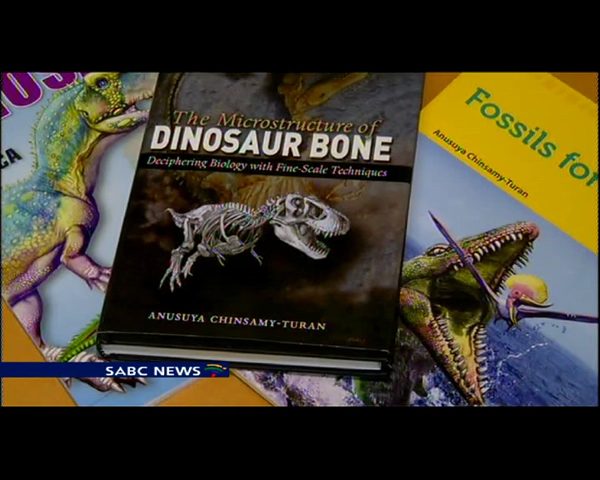 The Microstructure of
DINOSAUR BONE
Deciphering Biology with Fine-Scale Techniques
ANUSUYA CHINSAMY-TURAN
Fossils for
Anusuya Chinsamy-Turan
SABC NEWS